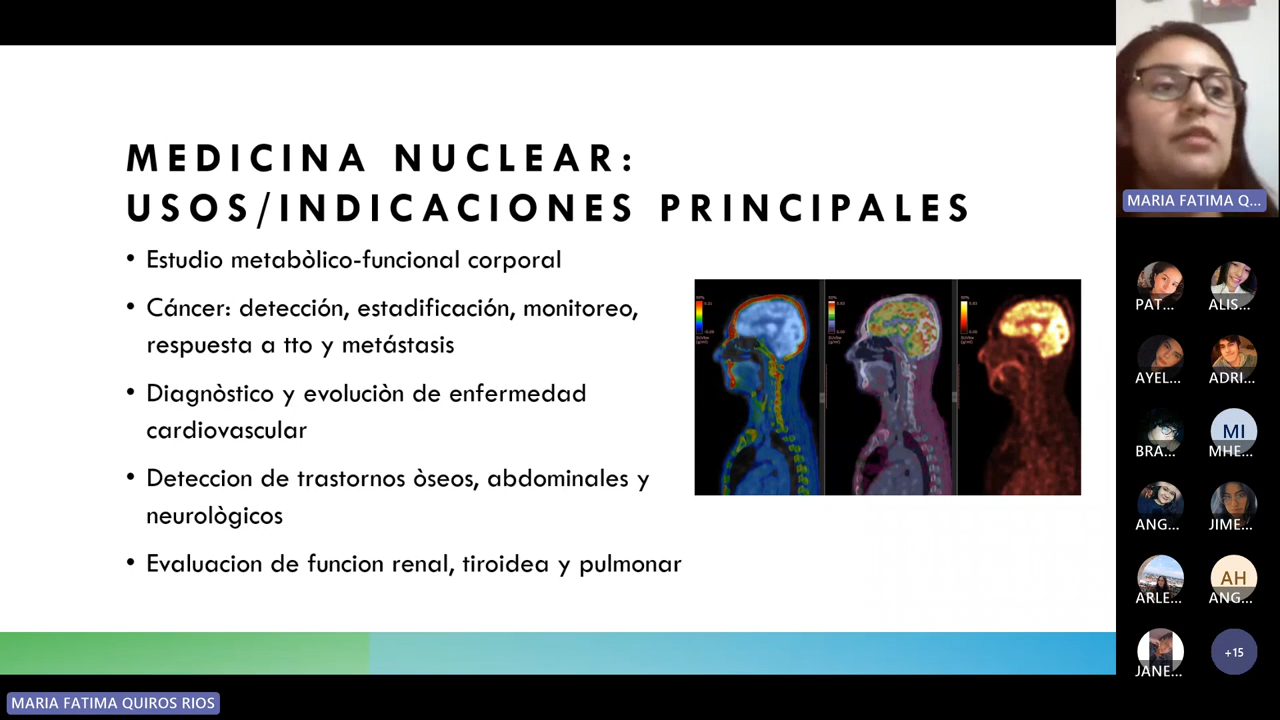 MEDICINA NUCLEAR:
USOS/INDICACIONES PRINCIPALES
• Estudio metabòlico-funcional corporal
• Cáncer: detección, estadificación, monitoreo,
respuesta a tto y metástasis
• Diagnòstico y evoluciòn de enfermedad
cardiovascular
• Deteccion de trastornos òseos, abdominales y
neurològicos
• Evaluacion de funcion renal, tiroidea y pulmonar
MARIA FATIMA Q...
PAT...
ALIS...
AYEL...
ADRI...
BRA...
MI
MHE...
ANG...
JIME...
ARLE...
AH
ANG...
JANE...
+15
MARIA FATIMA QUIROS RIOS